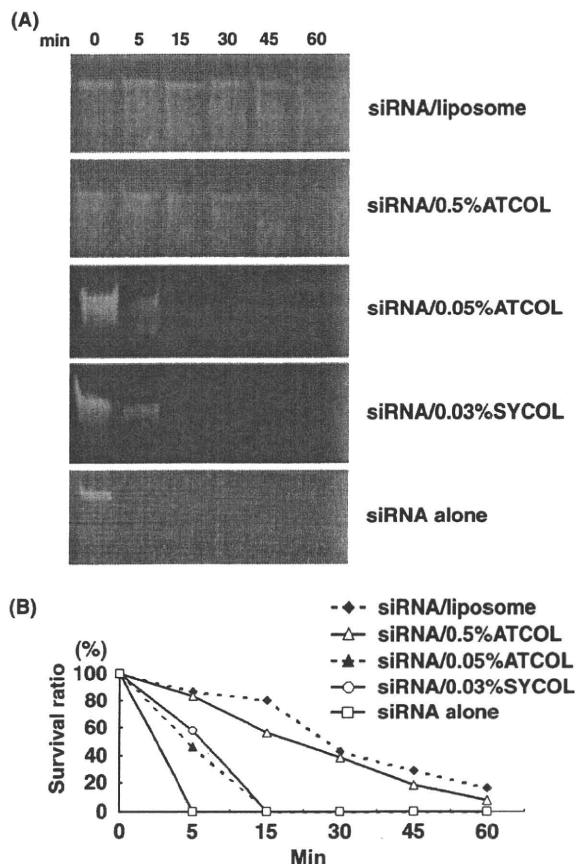 (A)
min 0 5 15 30 45 60
siRNA/liposome
siRNA/0.5%ATCOL
siRNA/0.05%ATCOL
siRNA/0.03%SYCOL
siRNA alone
(B)
siRNA/liposome
siRNA/0.5%ATCOL
siRNA/0.05%ATCOL
siRNA/0.03%SYCOL
siRNA alone
(%)
100
80
60
40
20
0
Survival ratio
0 5 15 30 45 60
Min